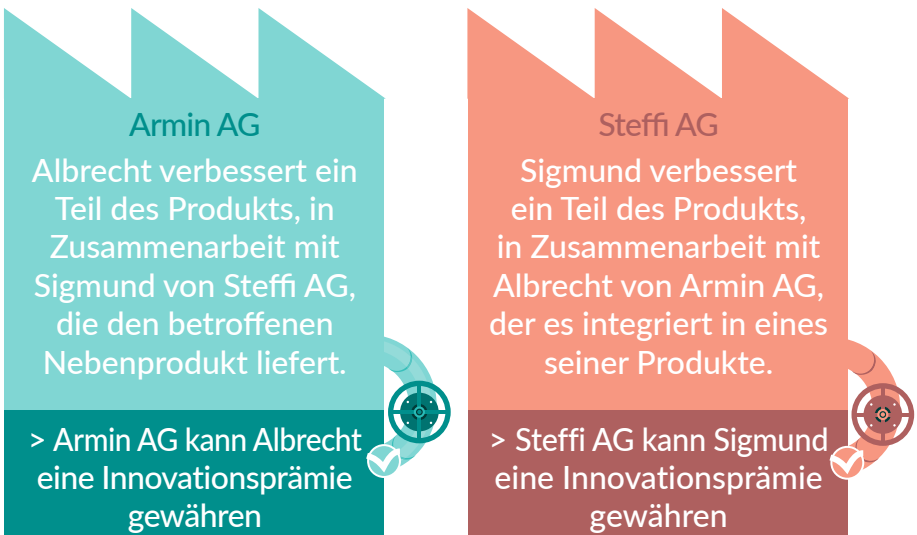 Armin AG
Albrecht verbessert ein
Teil des Produkts, in
Zusammenarbeit mit
Sigmund von Steffi AG,
die den betroffenen
Nebenprodukt liefert.
> Armin AG kann Albrecht
eine Innovationsprämie
gewähren
Steffi AG
Sigmund verbessert
ein Teil des Produkts,
in Zusammenarbeit mit
Albrecht von Armin AG,
der es integriert in eines
seiner Produkte.
> Steffi AG kann Sigmund
eine Innovationsprämie
gewähren